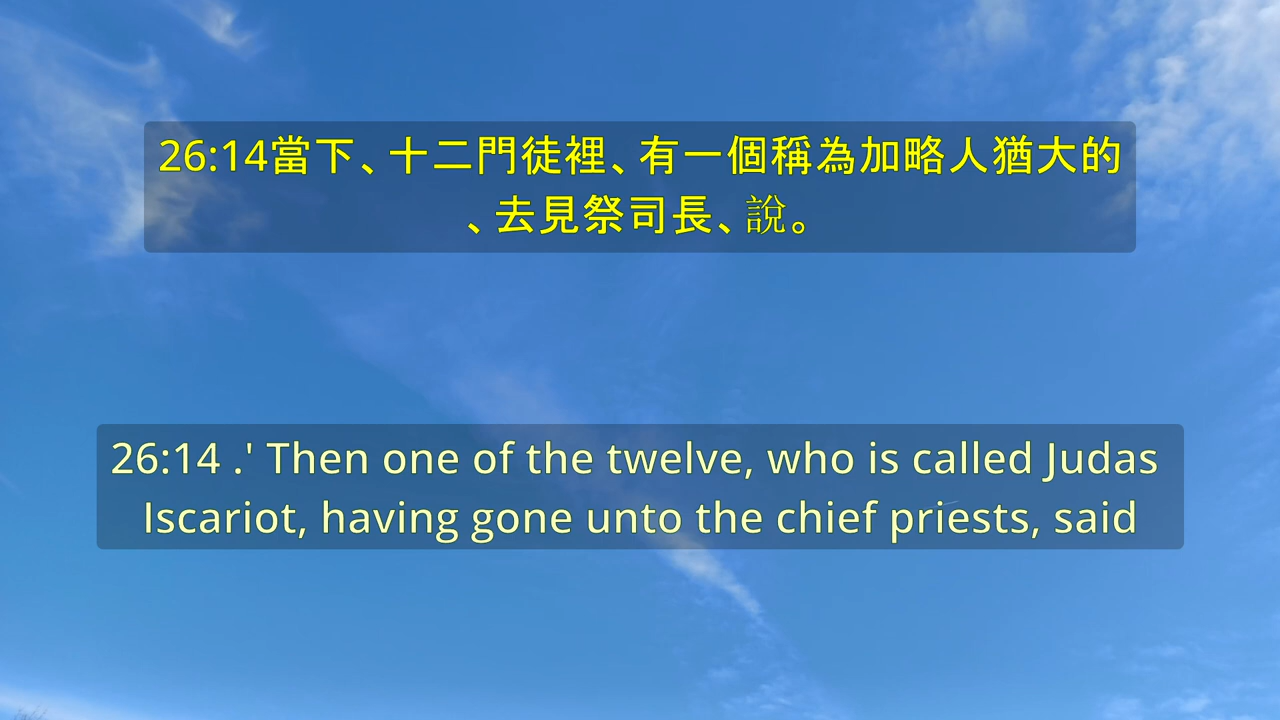 26:14當下、十二門徒裡、有一個稱為加略人猶大的
、去見祭司長、說。
26:14 .' Then one of the twelve, who is called Judas
Iscariot, having gone unto the chief priests, said